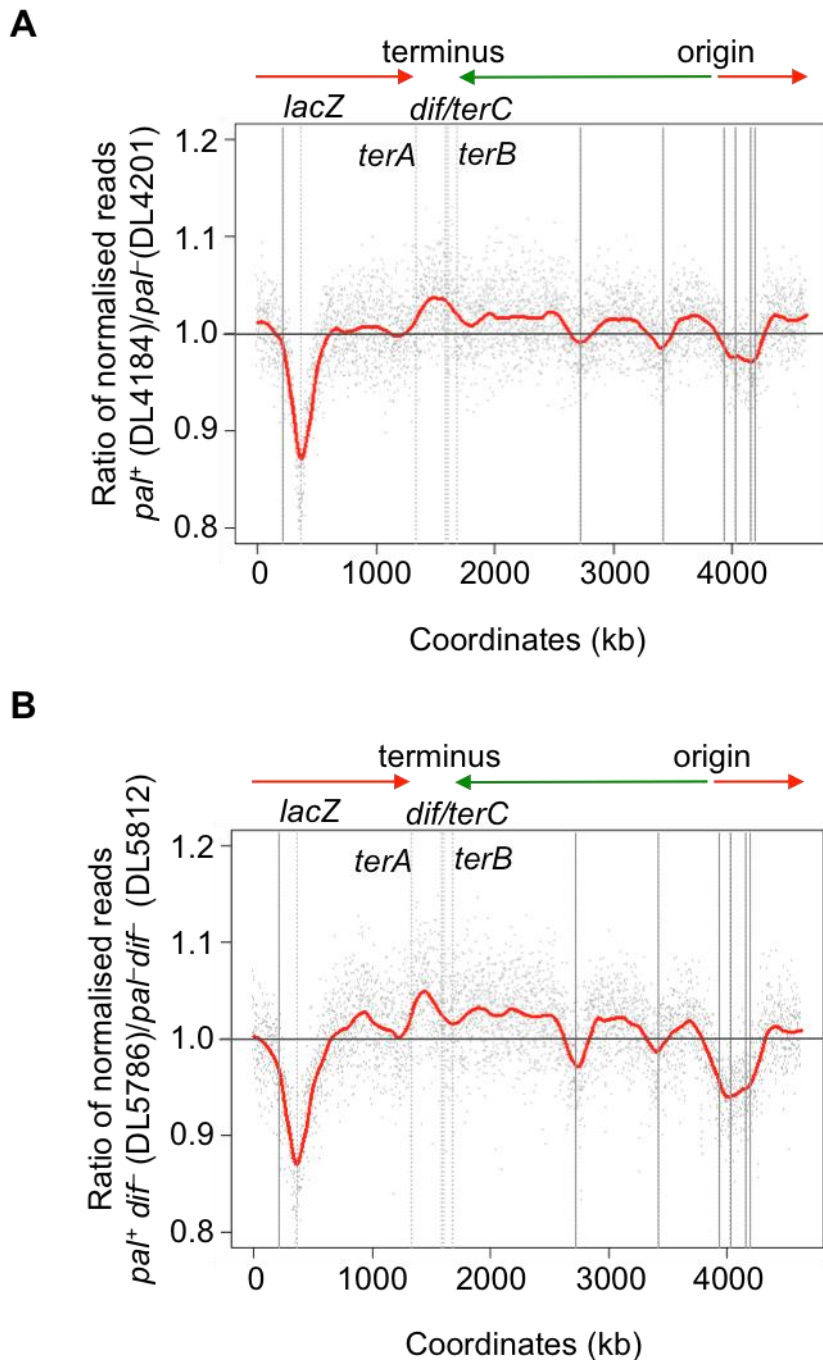 A
terminus origin
lacZ dif/terC
terA terB
Ratio of normalised reads
pal⁺ (DL4184)/pal⁻(DL4201)
1.2
1.1
1.0
0.9
0.8
0 1000 2000 3000 4000
Coordinates (kb)
B
terminus origin
lacZ dif/terC
terA terB
Ratio of normalised reads
pal⁺ dif⁻ (DL5786)/pal⁻dif⁻ (DL5812)
1.2
1.1
1.0
0.9
0.8
0 1000 2000 3000 4000
Coordinates (kb)